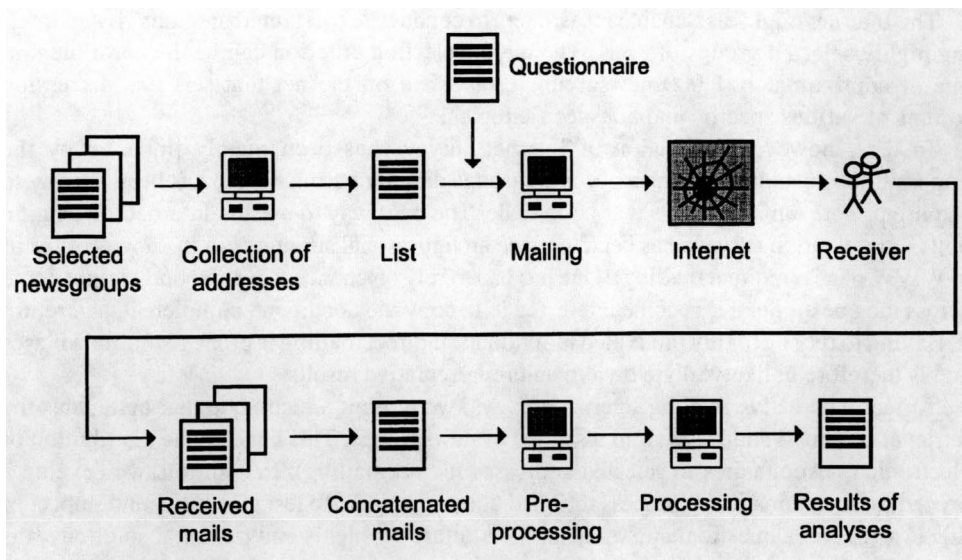 Questionnaire
Selected
newsgroups
Collection of
addresses
List
Mailing
Internet
Receiver
Received
mails
Concatenated
mails
Pre-
processing
Processing
Results of
analyses